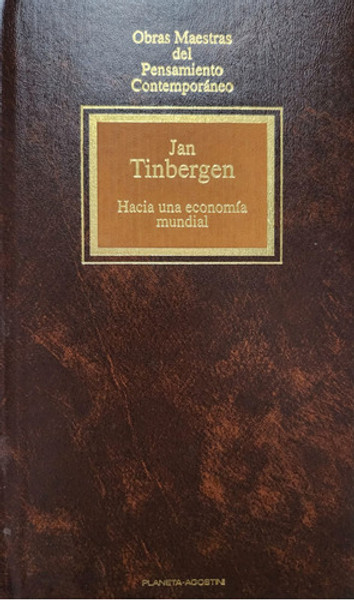 Obras Maestras
del
Pensamiento
Contemporáneo
Jan
Tinbergen
Hacia una economía
mundial
PLANETA-AGOSTINI